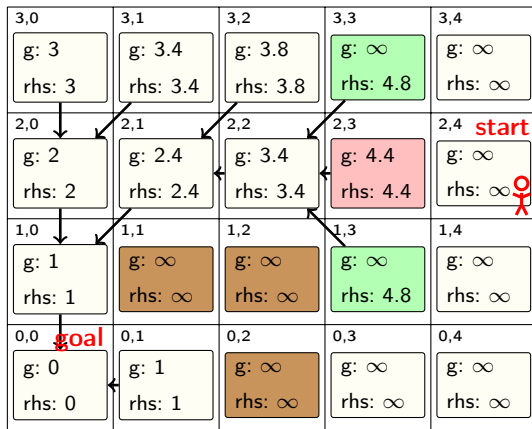 3,0 3,1 3,2 3,3 3,4
g: 3 g: 3.4 g: 3.8 g: ∞ g: ∞
rhs: 3 rhs: 3.4 rhs: 3.8 rhs: 4.8 rhs: ∞
2,0 2,1 2,2 2,3 2,4 start
g: 2 g: 2.4 g: 3.4 g: 4.4 g: ∞
rhs: 2 rhs: 2.4 rhs: 3.4 rhs: 4.4 rhs: ∞
1,0 1,1 1,2 1,3 1,4
g: 1 g: ∞ g: ∞ g: ∞ g: ∞
rhs: 1 rhs: ∞ rhs: ∞ rhs: 4.8 rhs: ∞
0,0 goal 0,1 0,2 0,3 0,4
g: 0 g: 1 g: ∞ g: ∞ g: ∞
rhs: 0 rhs: 1 rhs: ∞ rhs: ∞ rhs: ∞